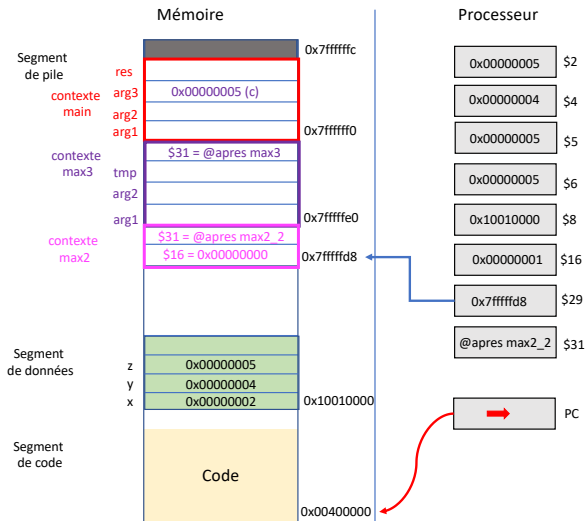 Mémoire
Processeur
0x7ffffffc
Segment
de pile
res
contexte
main
arg3
0x00000005 (c)
arg2
arg1
0x7ffffff0
contexte
max3
$31 = @apres max3
tmp
arg2
arg1
0x7fffffe0
contexte
max2
$31 = @apres max2_2
$16 = 0x00000000
0x7fffffd8
Segment
de données
z
0x00000005
y
0x00000004
x
0x00000002
0x10010000
Segment
de code
Code
0x00400000
0x00000005
$2
0x00000004
$4
0x00000005
$5
0x00000005
$6
0x10010000
$8
0x00000001
$16
0x7fffffd8
$29
@apres max2_2
$31
PC